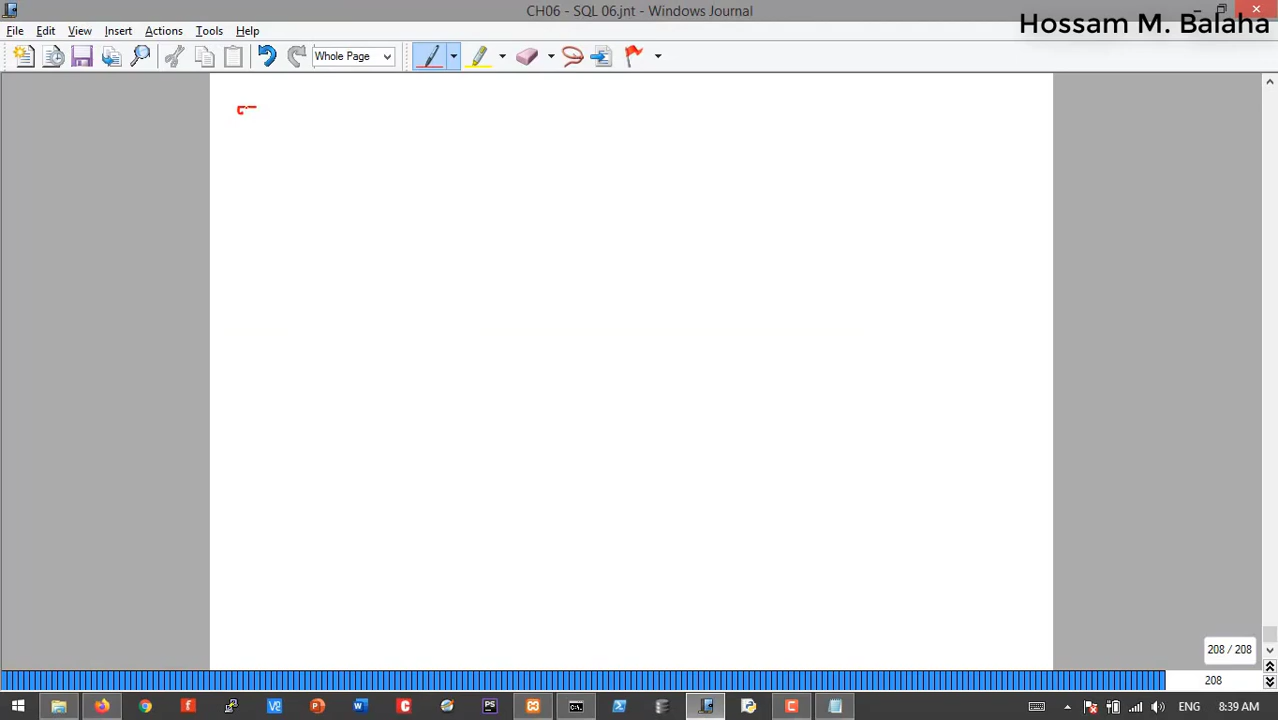 CH06 - SQL 06.jnt - Windows Journal
Hossam M. Balaha
File Edit View Insert Actions Tools Help
Whole Page
208 / 208
208
ENG 8:39 AM